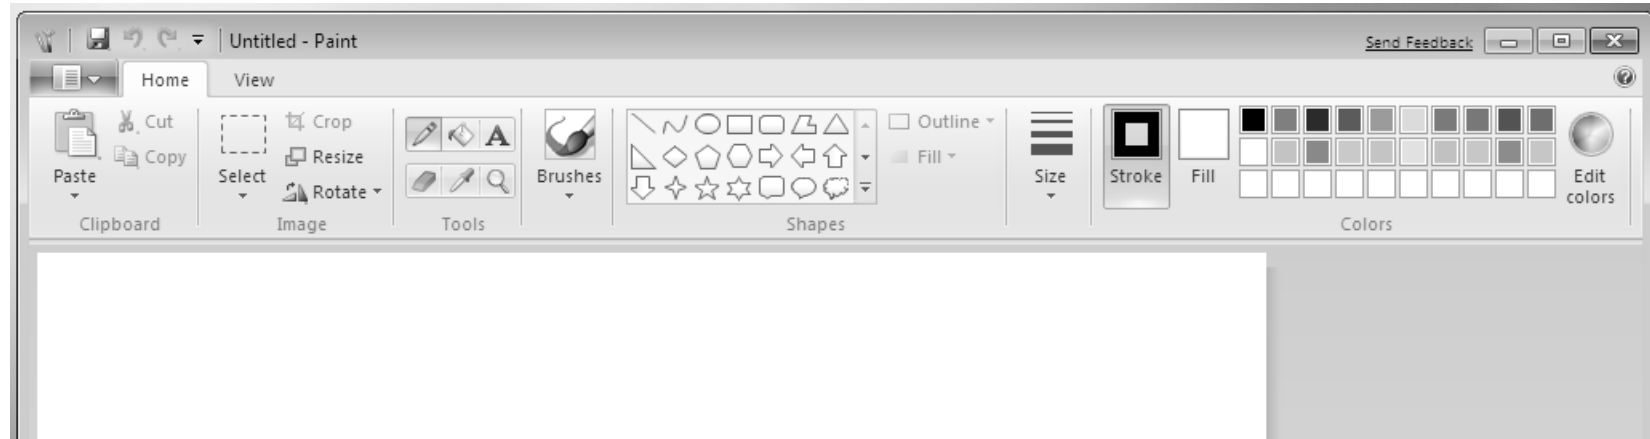 Untitled - Paint
Send Feedback
Home View
Cut
Copy
Paste
Clipboard
Crop
Resize
Rotate
Select
Image
A
Tools
Brushes
Outline
Fill
Shapes
Size
Stroke
Fill
Edit colors
Colors